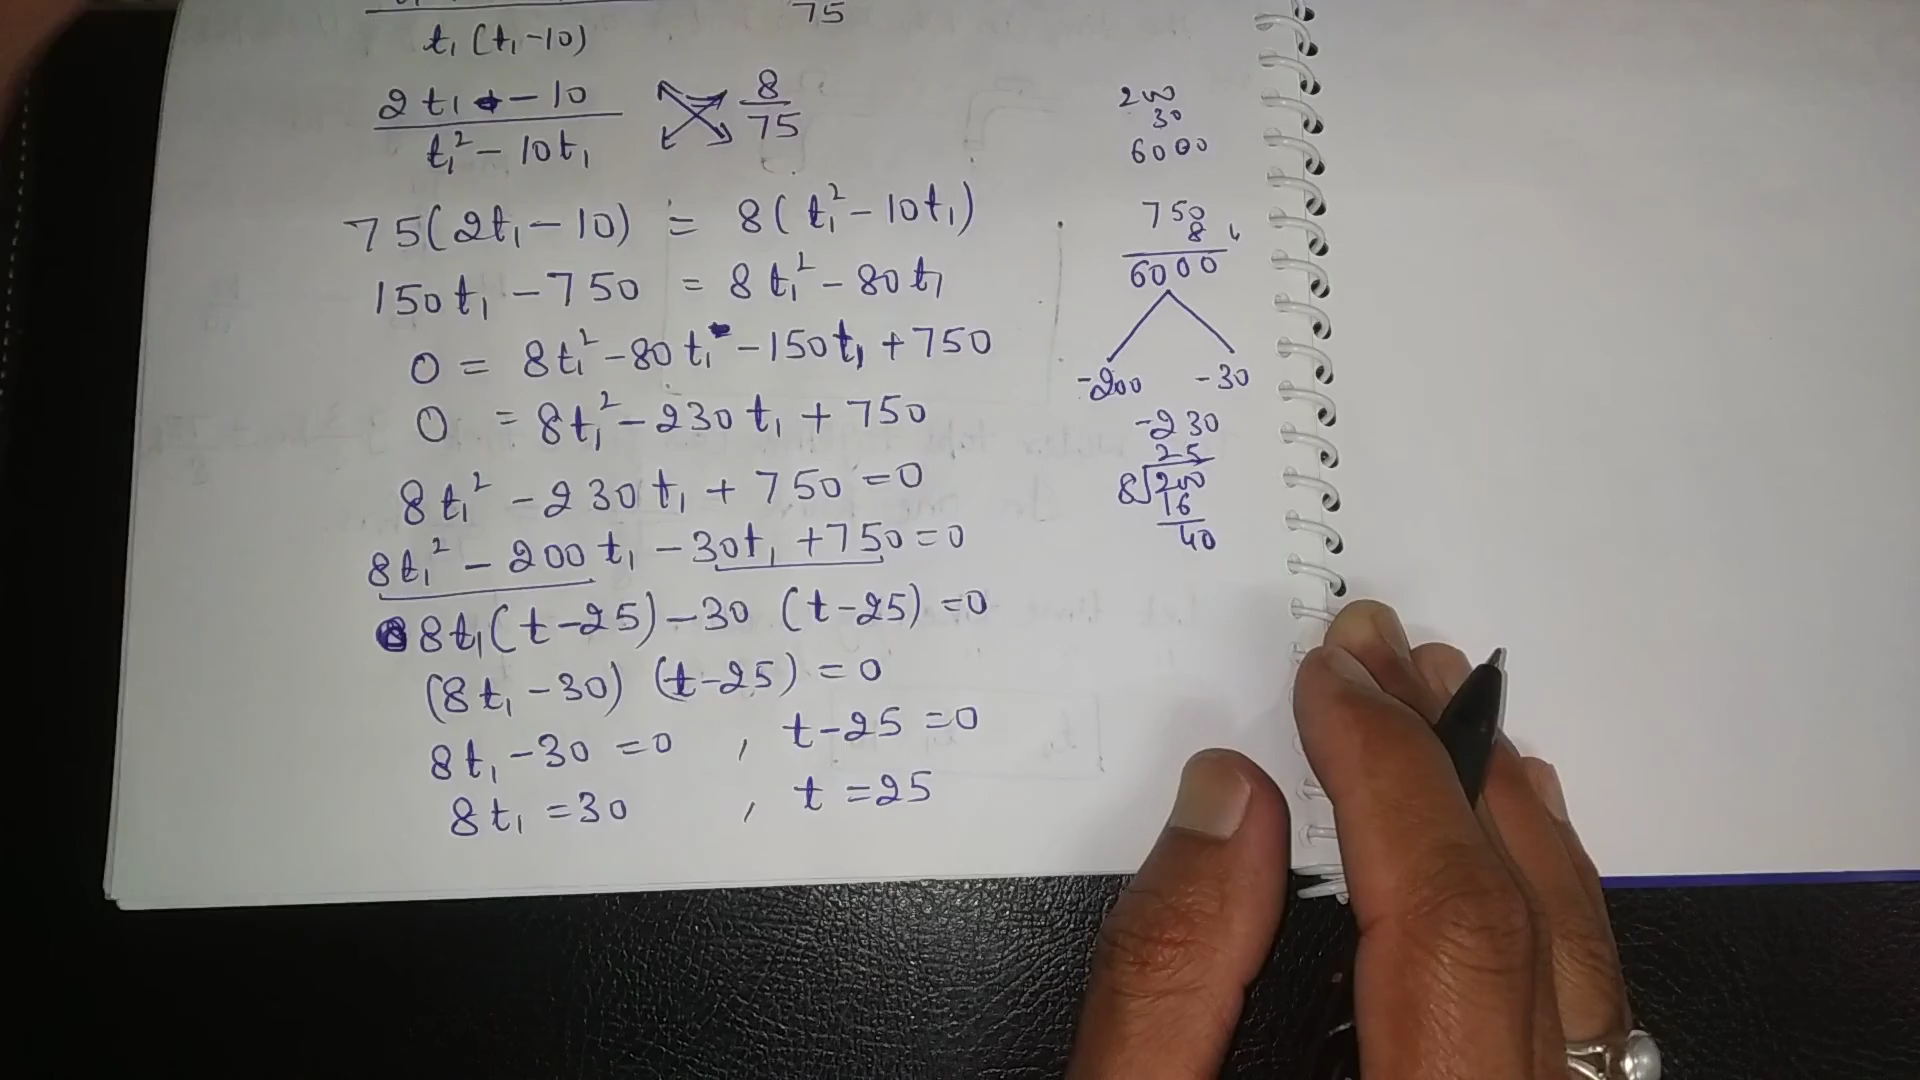 75
t₁ (t₁-10)
2t₁ - 10 / t₁² - 10t₁
8/75
75(2t₁ - 10) = 8(t₁² - 10t₁)
150t₁ - 750 = 8t₁² - 80t₁
0 = 8t₁² - 80t₁ - 150t₁ + 750
0 = 8t₁² - 230t₁ + 750
8t₁² - 230t₁ + 750 = 0
8t₁² - 200t₁ - 30t₁ + 750 = 0
8t₁(t-25) - 30 (t-25) = 0
(8t₁ - 30) (t-25) = 0
8t₁ - 30 = 0 , t-25 = 0
8t₁ = 30 , t = 25
200
30
6000
750
8
6000
-200 -30
-230
25
8 200
16
40